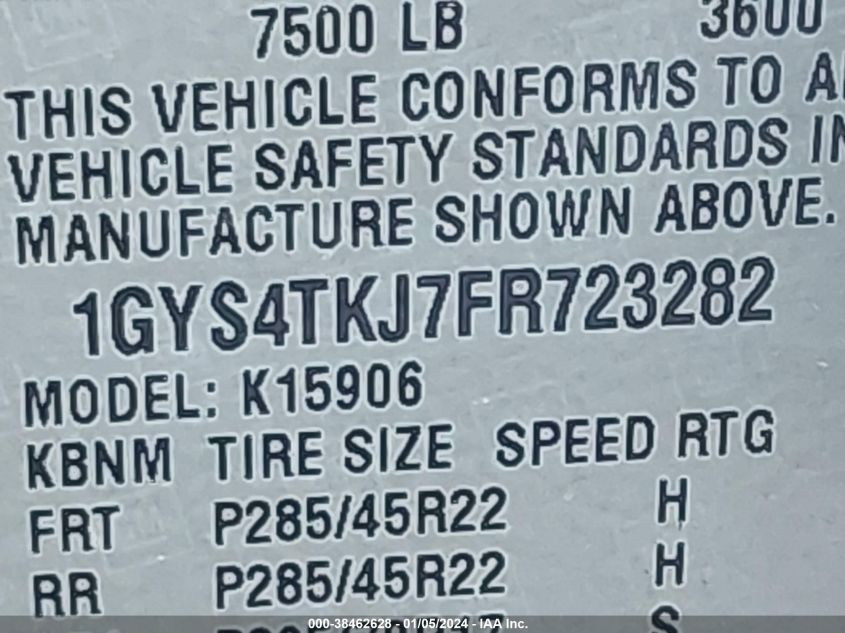 7500 LB 3600
THIS VEHICLE CONFORMS TO
VEHICLE SAFETY STANDARDS IN
MANUFACTURE SHOWN ABOVE.
1GYS4TKJ7FR723282
MODEL: K15906
KBNM TIRE SIZE SPEED RTG
FRT P285/45R22 H
RR P285/45R22 H
S
000-38462628 - 01/05/2024 - IAA Inc.